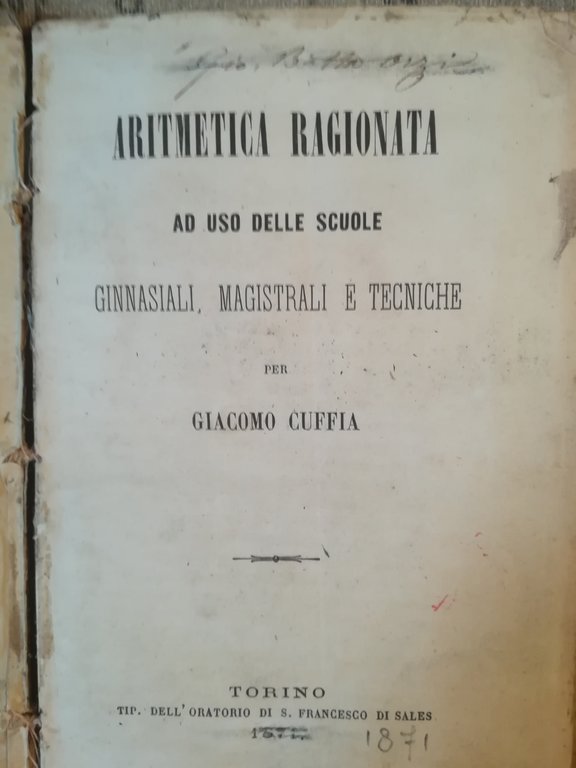 ARITMETICA RAGIONATA
AD USO DELLE SCUOLE
GINNASIALI, MAGISTRALI E TECNICHE
PER
GIACOMO CUFFIA
TORINO
TIP. DELL'ORATORIO DI S. FRANCESCO DI SALES
1871